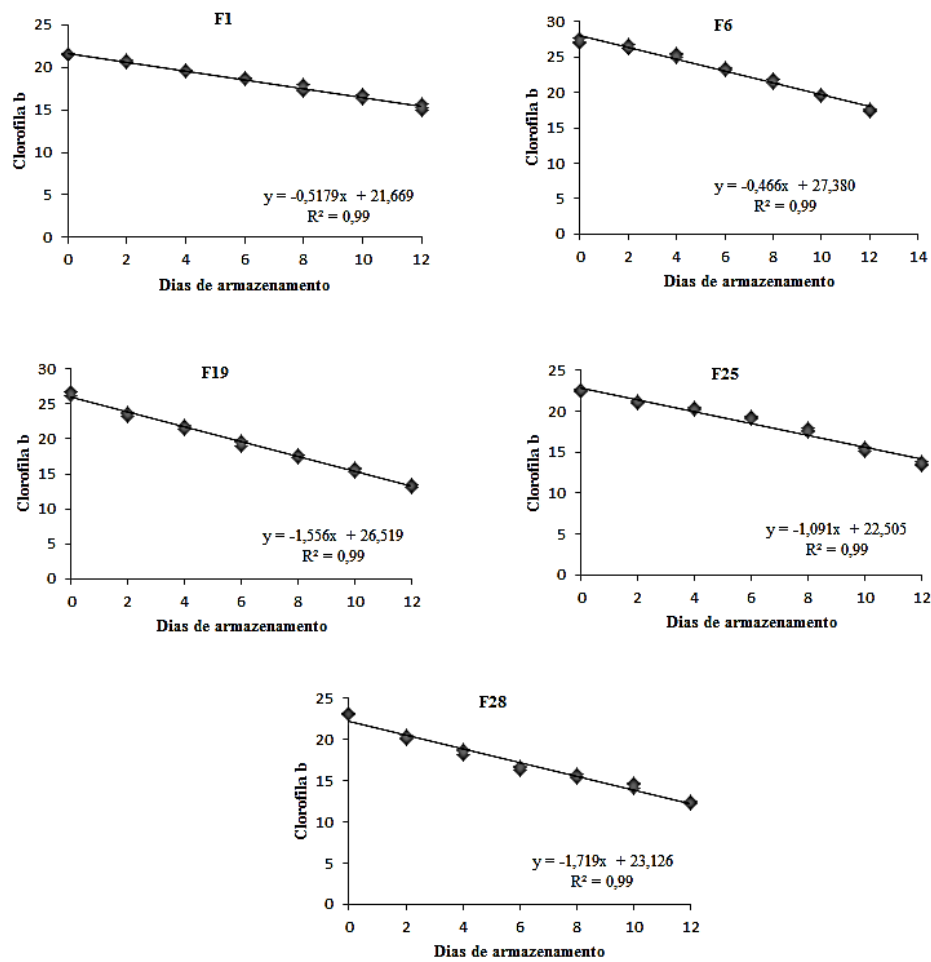 F1
Clorofila b
25
20
15
10
5
0
y = -0,5179x + 21,669
R² = 0,99
0 2 4 6 8 10 12
Dias de armazenamento
F6
Clorofila b
30
25
20
15
10
5
0
y = -0,466x + 27,380
R² = 0,99
0 2 4 6 8 10 12 14
Dias de armazenamento
F19
Clorofila b
30
25
20
15
10
5
0
y = -1,556x + 26,519
R² = 0,99
0 2 4 6 8 10 12
Dias de armazenamento
F25
Clorofila b
25
20
15
10
5
0
y = -1,091x + 22,505
R² = 0,99
0 2 4 6 8 10 12
Dias de armazenamento
F28
Clorofila b
25
20
15
10
5
0
y = -1,719x + 23,126
R² = 0,99
0 2 4 6 8 10 12
Dias de armazenamento